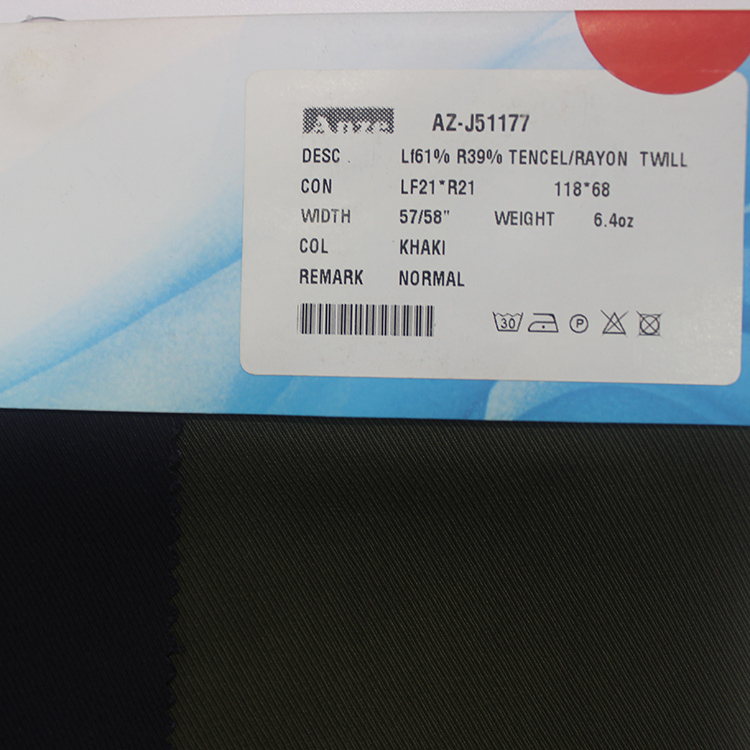 Anze AZ-J51177
DESC. Lf61% R39% TENCEL/RAYON TWILL
CON LF21*R21 118*68
WIDTH 57/58" WEIGHT 6.4oz
COL KHAKI
REMARK NORMAL
30 P